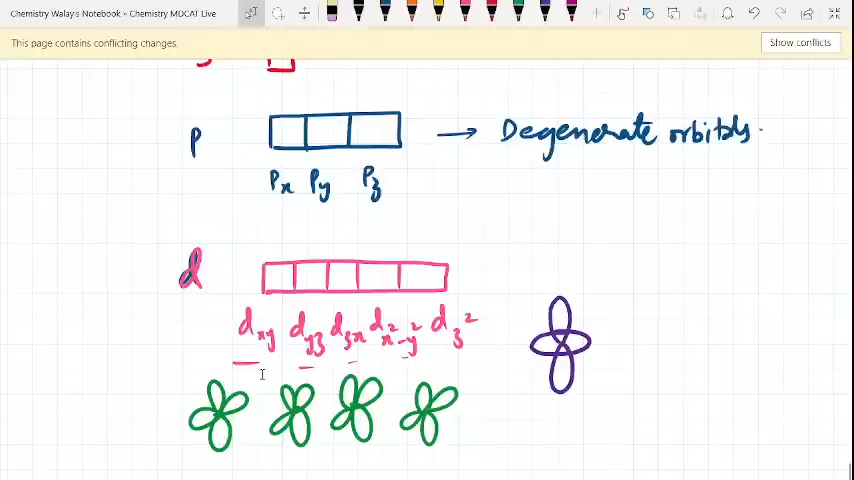 Chemistry Walay's Notebook » Chemistry MDCAT Live
This page contains conflicting changes.
Show conflicts
p → Degenerate orbitals.
Px Py Pz
d
dxy dyz dzx dx²-y² dz²